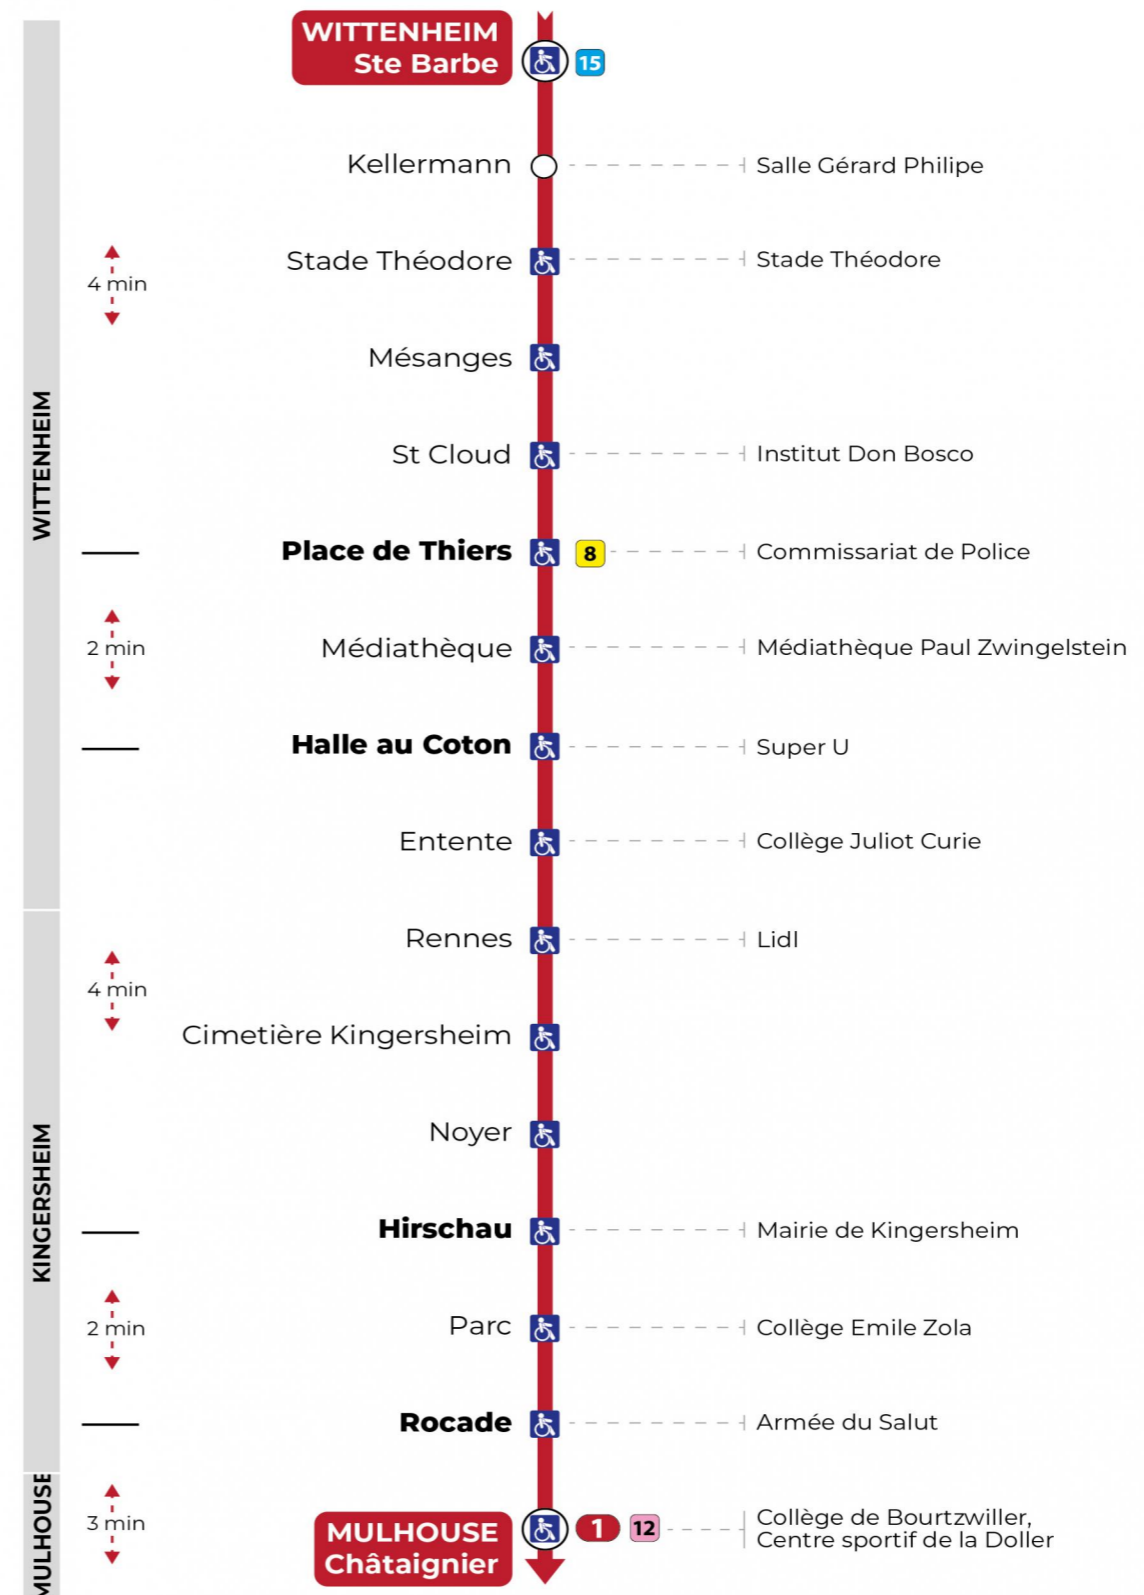 WITTENHEIM
Ste Barbe
15
Kellermann
Salle Gérard Philipe
Stade Théodore
Stade Théodore
4 min
Mésanges
WITTENHEIM
St Cloud
Institut Don Bosco
Place de Thiers
8
Commissariat de Police
2 min
Médiathèque
Médiathèque Paul Zwingelstein
Halle au Coton
Super U
Entente
Collège Juliot Curie
Rennes
Lidl
4 min
Cimetière Kingersheim
Noyer
KINGERSHEIM
Hirschau
Mairie de Kingersheim
2 min
Parc
Collège Emile Zola
Rocade
Armée du Salut
MULHOUSE
3 min
MULHOUSE
Châtaignier
1
12
Collège de Bourtzwiller,
Centre sportif de la Doller